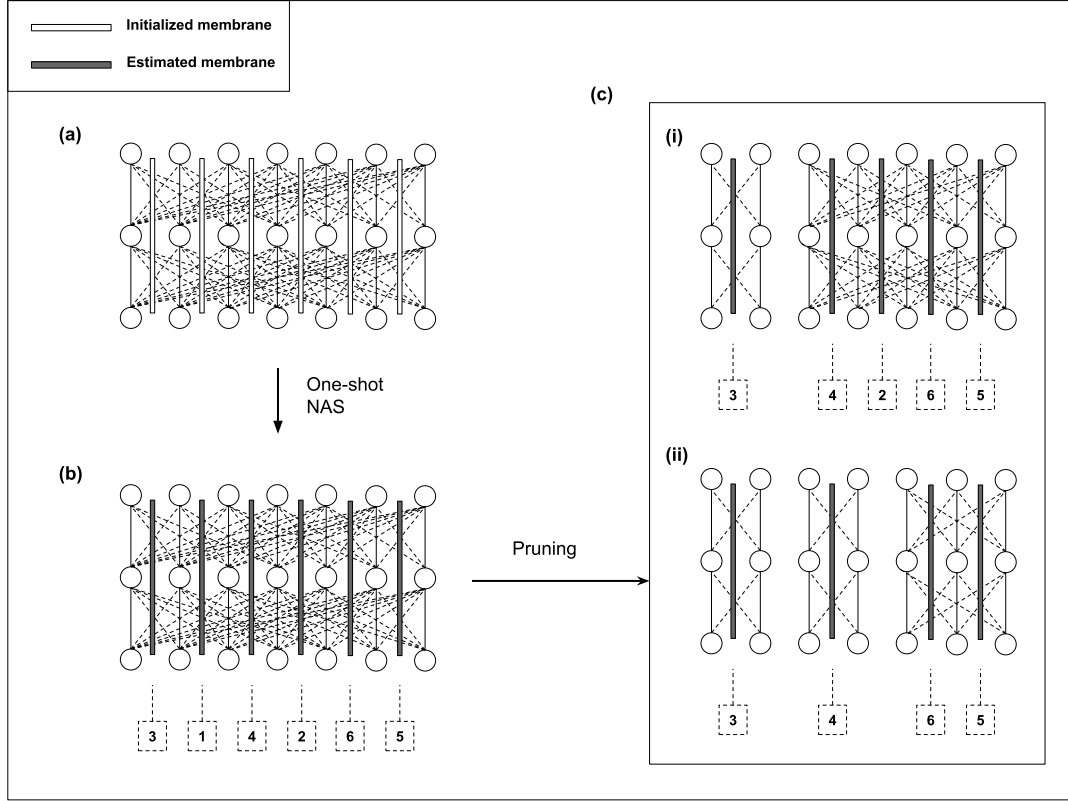 Initialized membrane
Estimated membrane
(a)
One-shot
NAS
(b)
3 1 4 2 6 5
Pruning
(c)
(i)
3 4 2 6 5
(ii)
3 4 6 5